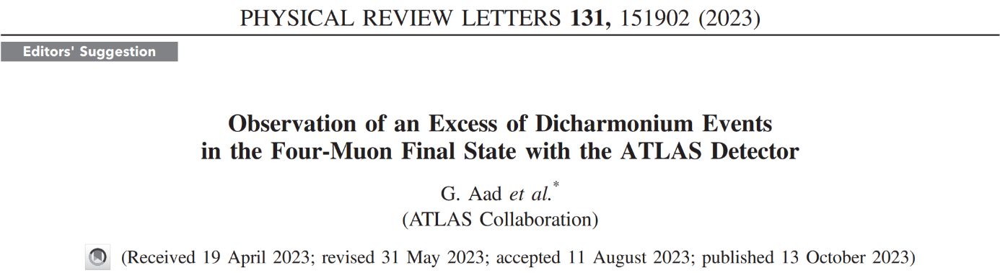 PHYSICAL REVIEW LETTERS 131, 151902 (2023)
Editors' Suggestion
Observation of an Excess of Dicharmonium Events
in the Four-Muon Final State with the ATLAS Detector
G. Aad et al.*
(ATLAS Collaboration)
(Received 19 April 2023; revised 31 May 2023; accepted 11 August 2023; published 13 October 2023)